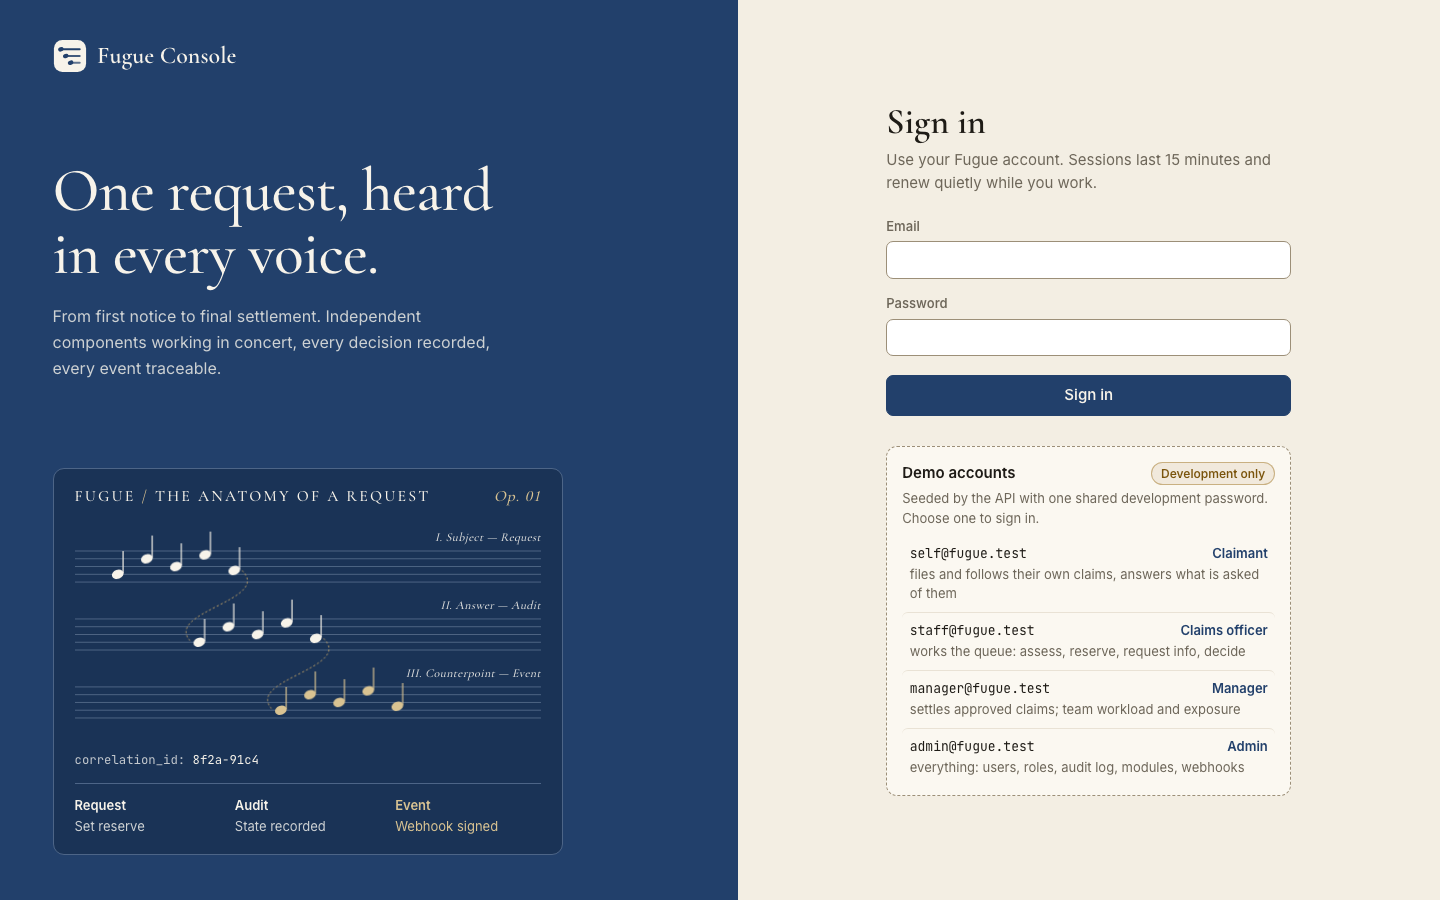 Fugue Console
One request, heard
in every voice.
From first notice to final settlement. Independent
components working in concert, every decision recorded,
every event traceable.
FUGUE / THE ANATOMY OF A REQUEST
Op. 01
I. Subject — Request
II. Answer — Audit
III. Counterpoint — Event
correlation_id: 8f2a-91c4
Request
Set reserve
Audit
State recorded
Event
Webhook signed
Sign in
Use your Fugue account. Sessions last 15 minutes and
renew quietly while you work.
Email
Password
Sign in
Demo accounts
Development only
Seeded by the API with one shared development password.
Choose one to sign in.
self@fugue.test
Claimant
files and follows their own claims, answers what is asked
of them
staff@fugue.test
Claims officer
works the queue: assess, reserve, request info, decide
manager@fugue.test
Manager
settles approved claims; team workload and exposure
admin@fugue.test
Admin
everything: users, roles, audit log, modules, webhooks